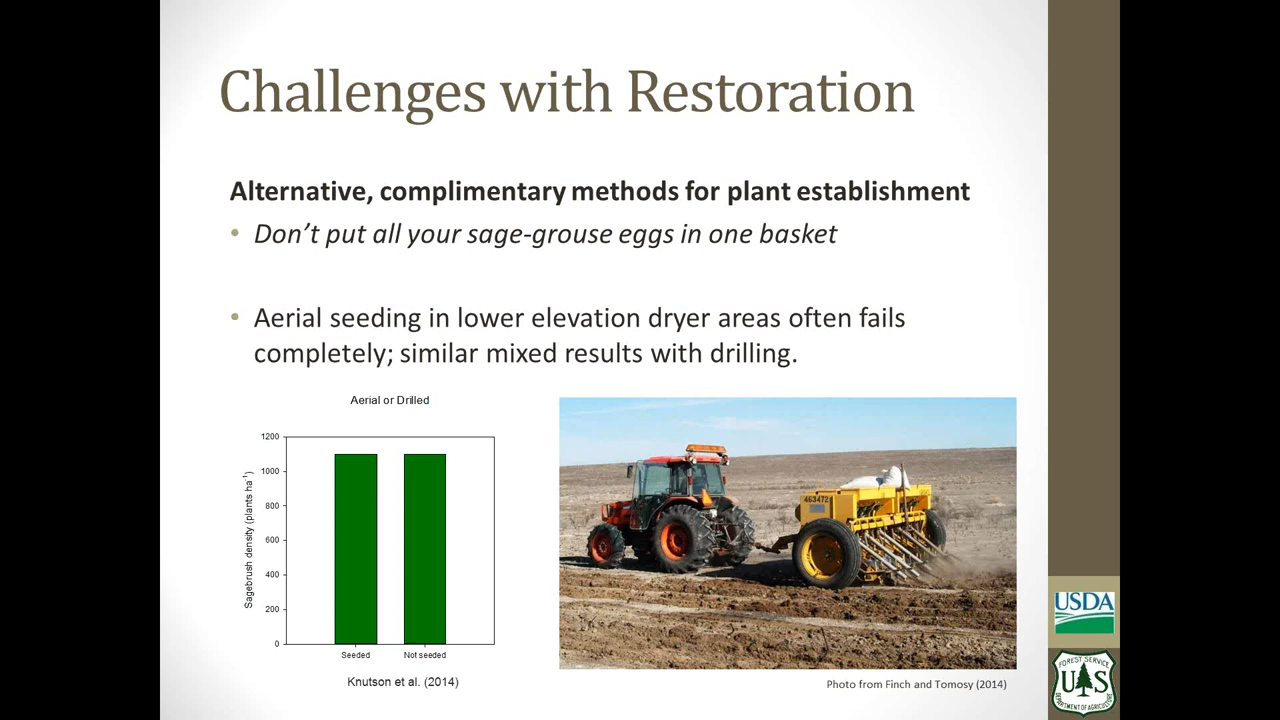 Challenges with Restoration
Alternative, complimentary methods for plant establishment
• Don't put all your sage-grouse eggs in one basket
• Aerial seeding in lower elevation dryer areas often fails
completely; similar mixed results with drilling.
Aerial or Drilled
1200
1000
800
600
400
200
0
Sagebrush density (plants ha⁻¹)
Seeded
Not seeded
Knutson et al. (2014)
463472
Photo from Finch and Tomosy (2014)
USDA
FOREST SERVICE
U S
DEPARTMENT OF AGRICULTURE